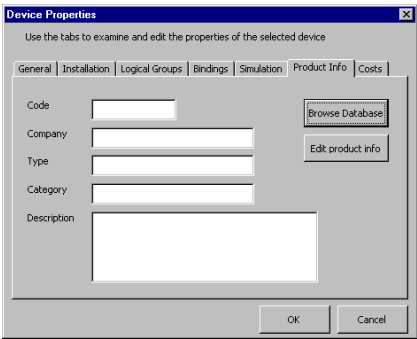 Device Properties
Use the tabs to examine and edit the properties of the selected device
General Installation Logical Groups Bindings Simulation Product Info Costs
Code
Browse Database
Company
Edit product info
Type
Category
Description
OK Cancel